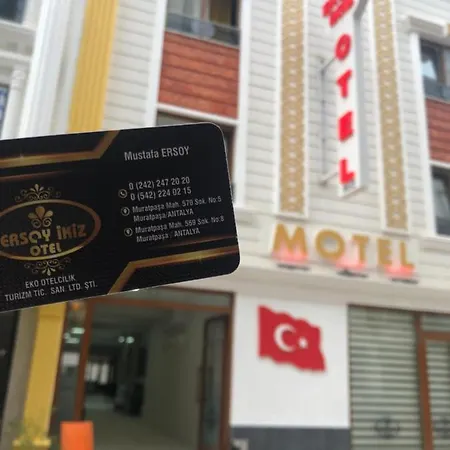 Mustafa ERSOY
0 (242) 247 20 20
0 (542) 224 02 15
Muratpaşa Mah. 578 Sok. No:5
Muratpaşa/ANTALYA
Muratpaşa Mah. 569 Sok. No:8
Muratpaşa / ANTALYA
ERSOY İKİZ
OTEL
EKO OTELCİLİK
TURİZM TİC. SAN. LTD. ŞTİ.
OTEL
MOTEL